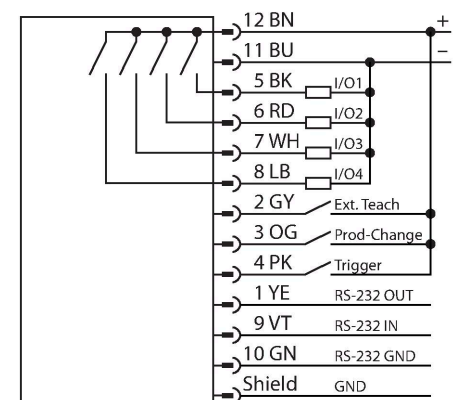 12 BN +
11 BU −
5 BK I/O1
6 RD I/O2
7 WH I/O3
8 LB I/O4
2 GY Ext. Teach
3 OG Prod-Change
4 PK Trigger
1 YE RS-232 OUT
9 VT RS-232 IN
10 GN RS-232 GND
Shield GND